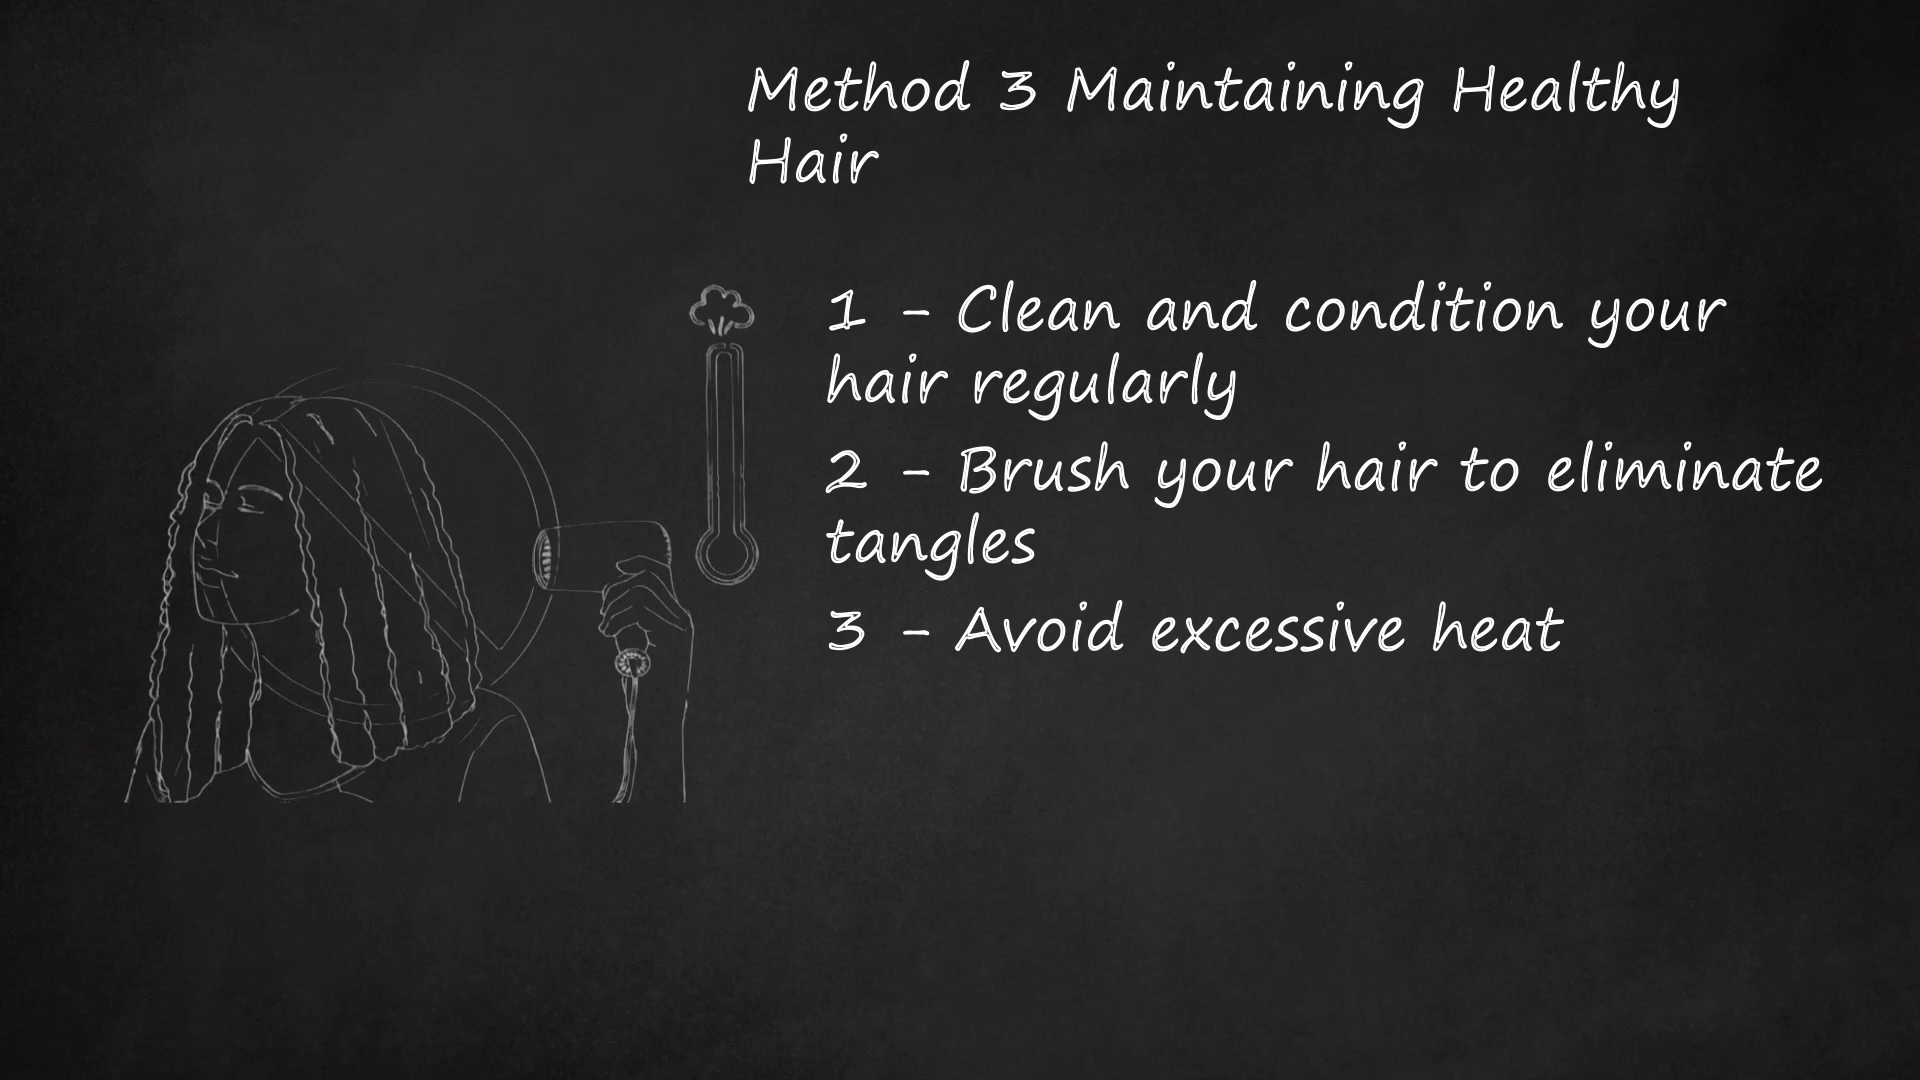 Method 3 Maintaining Healthy
Hair
1 - Clean and condition your
hair regularly
2 - Brush your hair to eliminate
tangles
3 - Avoid excessive heat